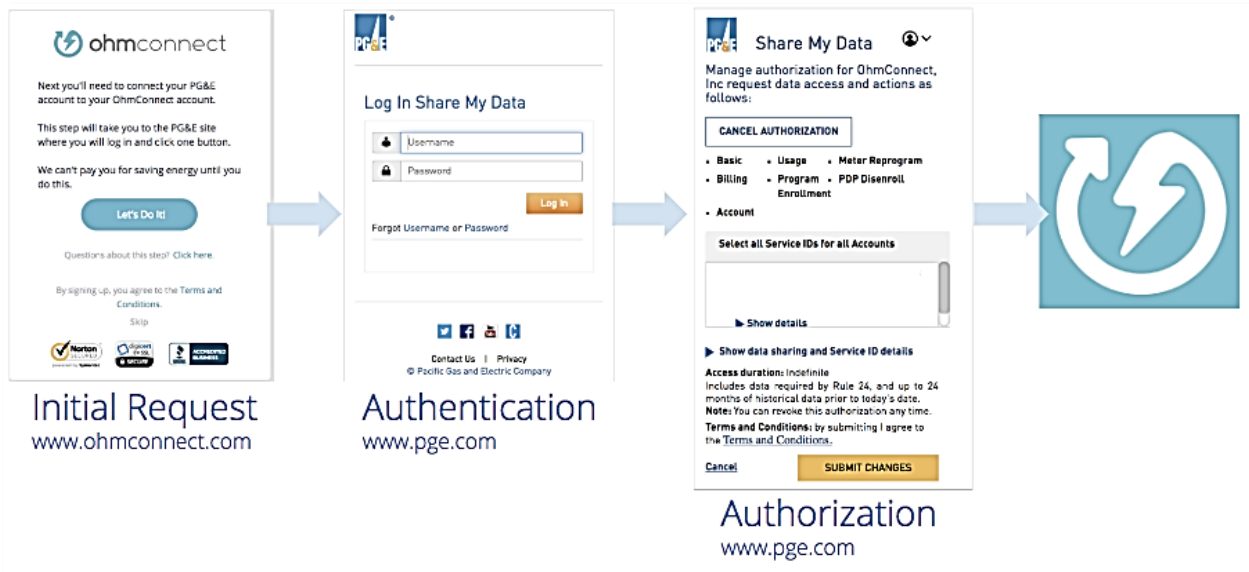 ohmconnect
Next you'll need to connect your PG&E
account to your OhmConnect account.
This step will take you to the PG&E site
where you will log in and click one button.
We can't pay you for saving energy until you
do this.
Let's Do It!
Questions about this step? Click here
By signing up, you agree to the Terms and
Conditions.
Skip
Norton
SECURED
powered by Symantec
digicert
EV SSL
SECURE
ACCREDITED
BUSINESS
Initial Request
www.ohmconnect.com
PG&E
Log In Share My Data
Username
Password
Log In
Forgot Username or Password
Contact Us | Privacy
© Pacific Gas and Electric Company
Authentication
www.pge.com
PG&E
Share My Data
Manage authorization for OhmConnect,
Inc request data access and actions as
follows:
CANCEL AUTHORIZATION
• Basic • Usage • Meter Reprogram
• Billing • Program • PDP Disenroll
Enrollment
• Account
Select all Service IDs for all Accounts
Show details
Show data sharing and Service ID details
Access duration: Indefinite
Includes data required by Rule 24, and up to 24
months of historical data prior to today's date.
Note: You can revoke this authorization any time.
Terms and Conditions: by submitting I agree to
the Terms and Conditions.
Cancel
SUBMIT CHANGES
Authorization
www.pge.com